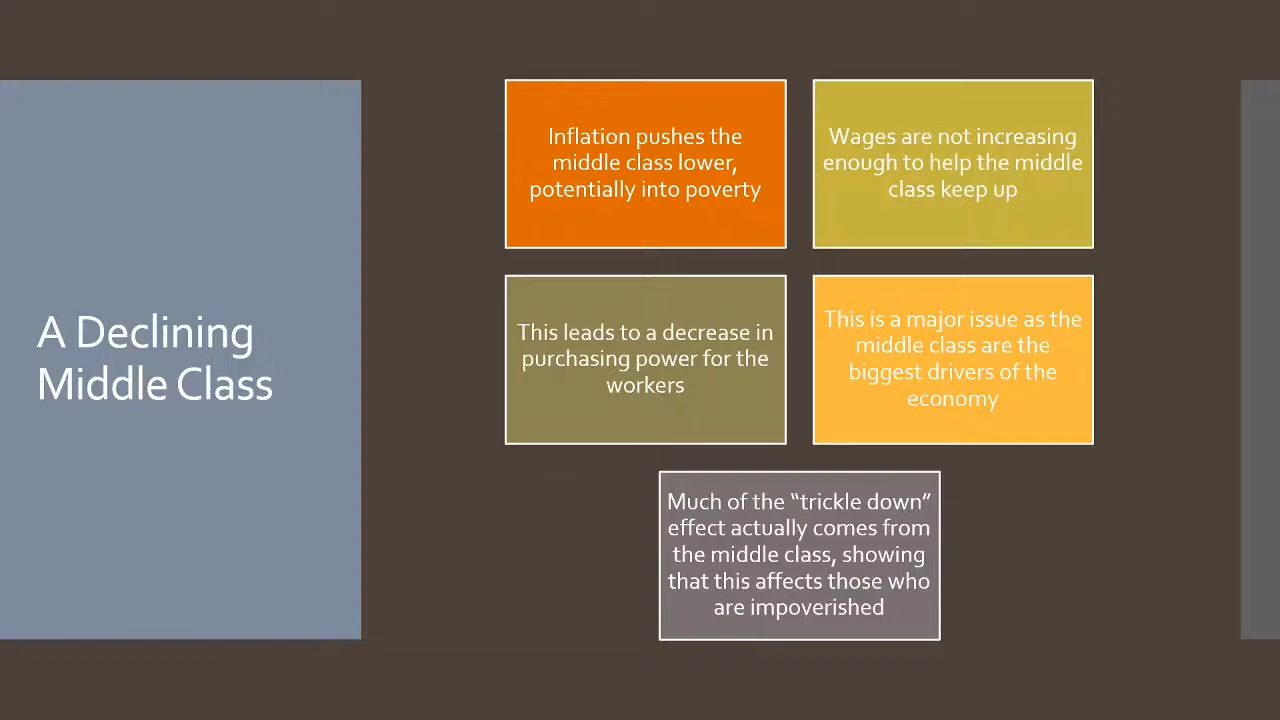 A Declining
Middle Class
Inflation pushes the
middle class lower,
potentially into poverty
Wages are not increasing
enough to help the middle
class keep up
This leads to a decrease in
purchasing power for the
workers
This is a major issue as the
middle class are the
biggest drivers of the
economy
Much of the “trickle down”
effect actually comes from
the middle class, showing
that this affects those who
are impoverished